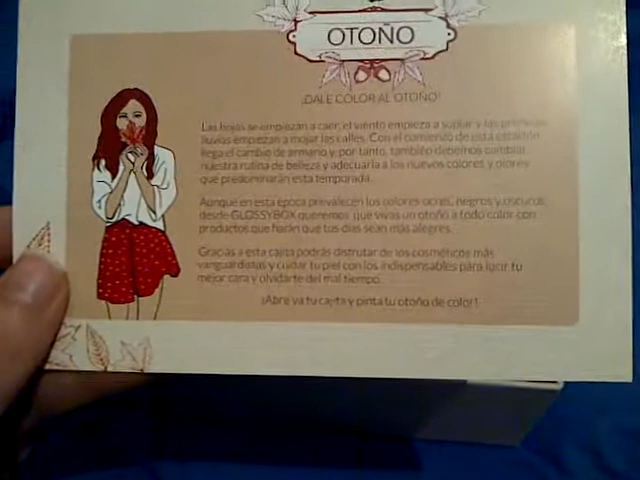 OTOÑO
¡DALE COLOR AL OTOÑO!
Las hojas se empiezan a caer, el viento empieza a soplar y las primeras
lluvias empiezan a mojar las calles. Con el comienzo de esta estación
llega el cambio de armario y, por tanto, también debemos cambiar
nuestra rutina de belleza y adecuarla a los nuevos colores y olores
que predominarán esta temporada.
Aunque en esta época prevalecen los colores ocres, negros y oscuros,
desde GLOSSYBOX queremos que vivas un otoño a todo color con
productos que harán que tus días sean más alegres.
Gracias a esta cajita podrás disfrutar de los cosméticos más
vanguardistas y cuidar tu piel con los indispensables para lucir tu
mejor cara y olvidarte del mal tiempo.
¡Abre ya tu cajita y pinta tu otoño de color!